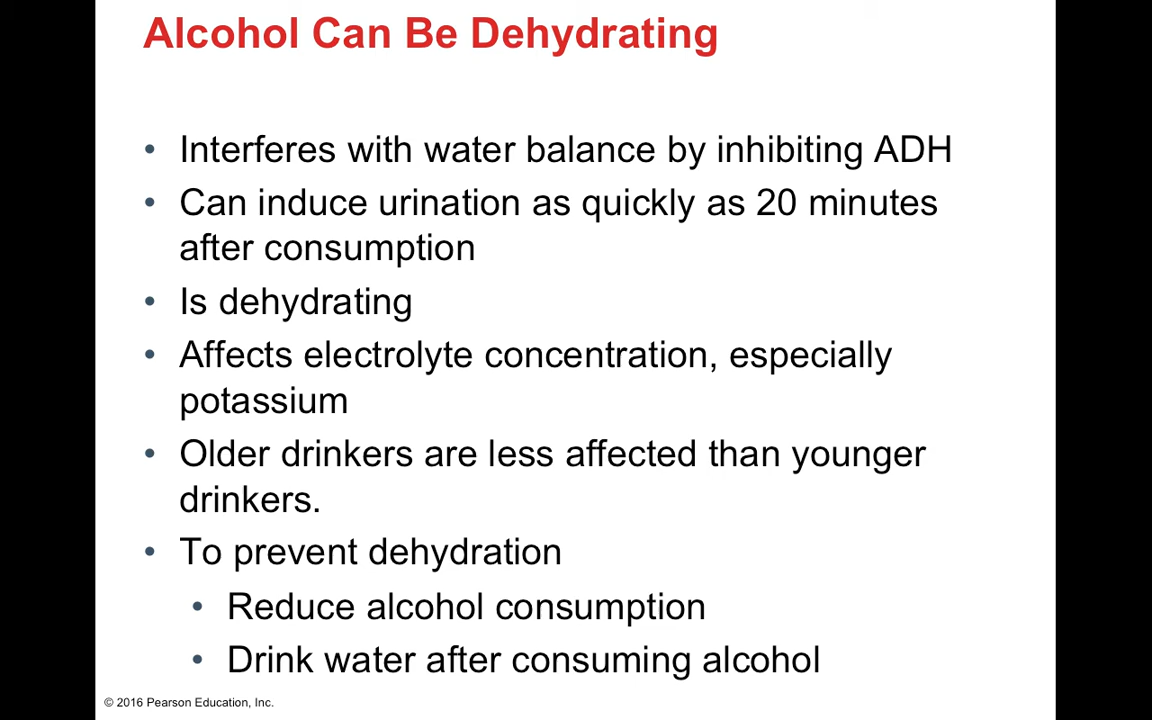 Alcohol Can Be Dehydrating
• Interferes with water balance by inhibiting ADH
• Can induce urination as quickly as 20 minutes
after consumption
• Is dehydrating
• Affects electrolyte concentration, especially
potassium
• Older drinkers are less affected than younger
drinkers.
• To prevent dehydration
• Reduce alcohol consumption
• Drink water after consuming alcohol
© 2016 Pearson Education, Inc.